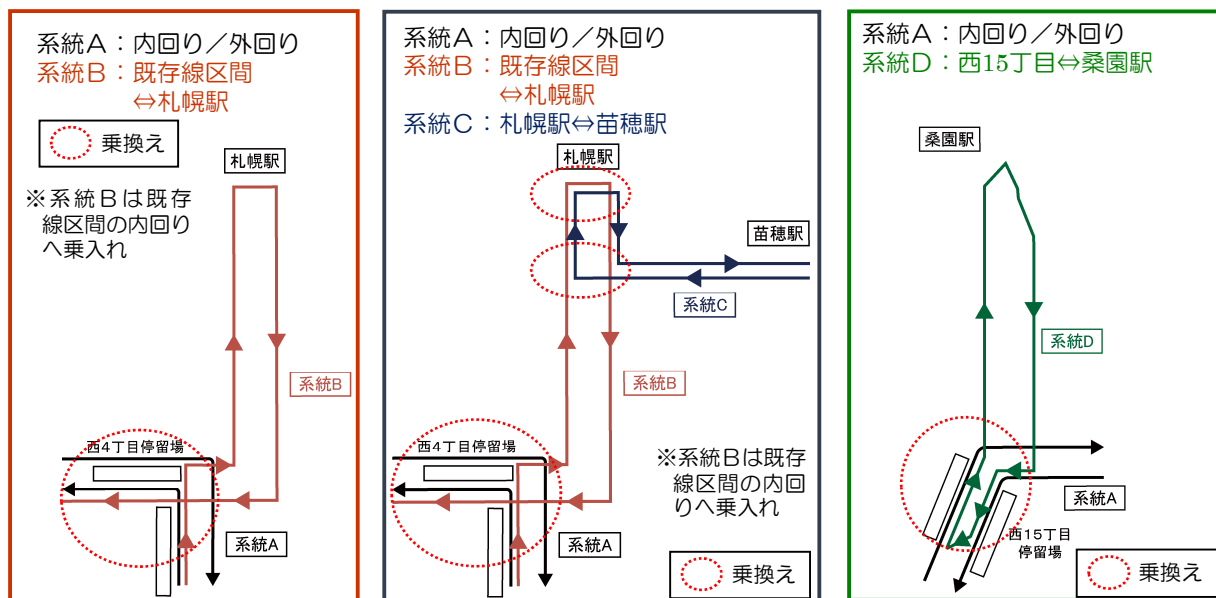 系統A：内回り／外回り
系統B：既存線区間
⇔札幌駅
乗換え
札幌駅
※系統Bは既存
線区間の内回り
へ乗入れ
系統B
西4丁目停留場
系統A
系統A：内回り／外回り
系統B：既存線区間
⇔札幌駅
系統C：札幌駅⇔苗穂駅
札幌駅
苗穂駅
系統C
系統B
西4丁目停留場
※系統Bは既存
線区間の内回
りへ乗入れ
系統A
乗換え
系統A：内回り／外回り
系統D：西15丁目⇔桑園駅
桑園駅
系統D
系統A
西15丁目
停留場
乗換え